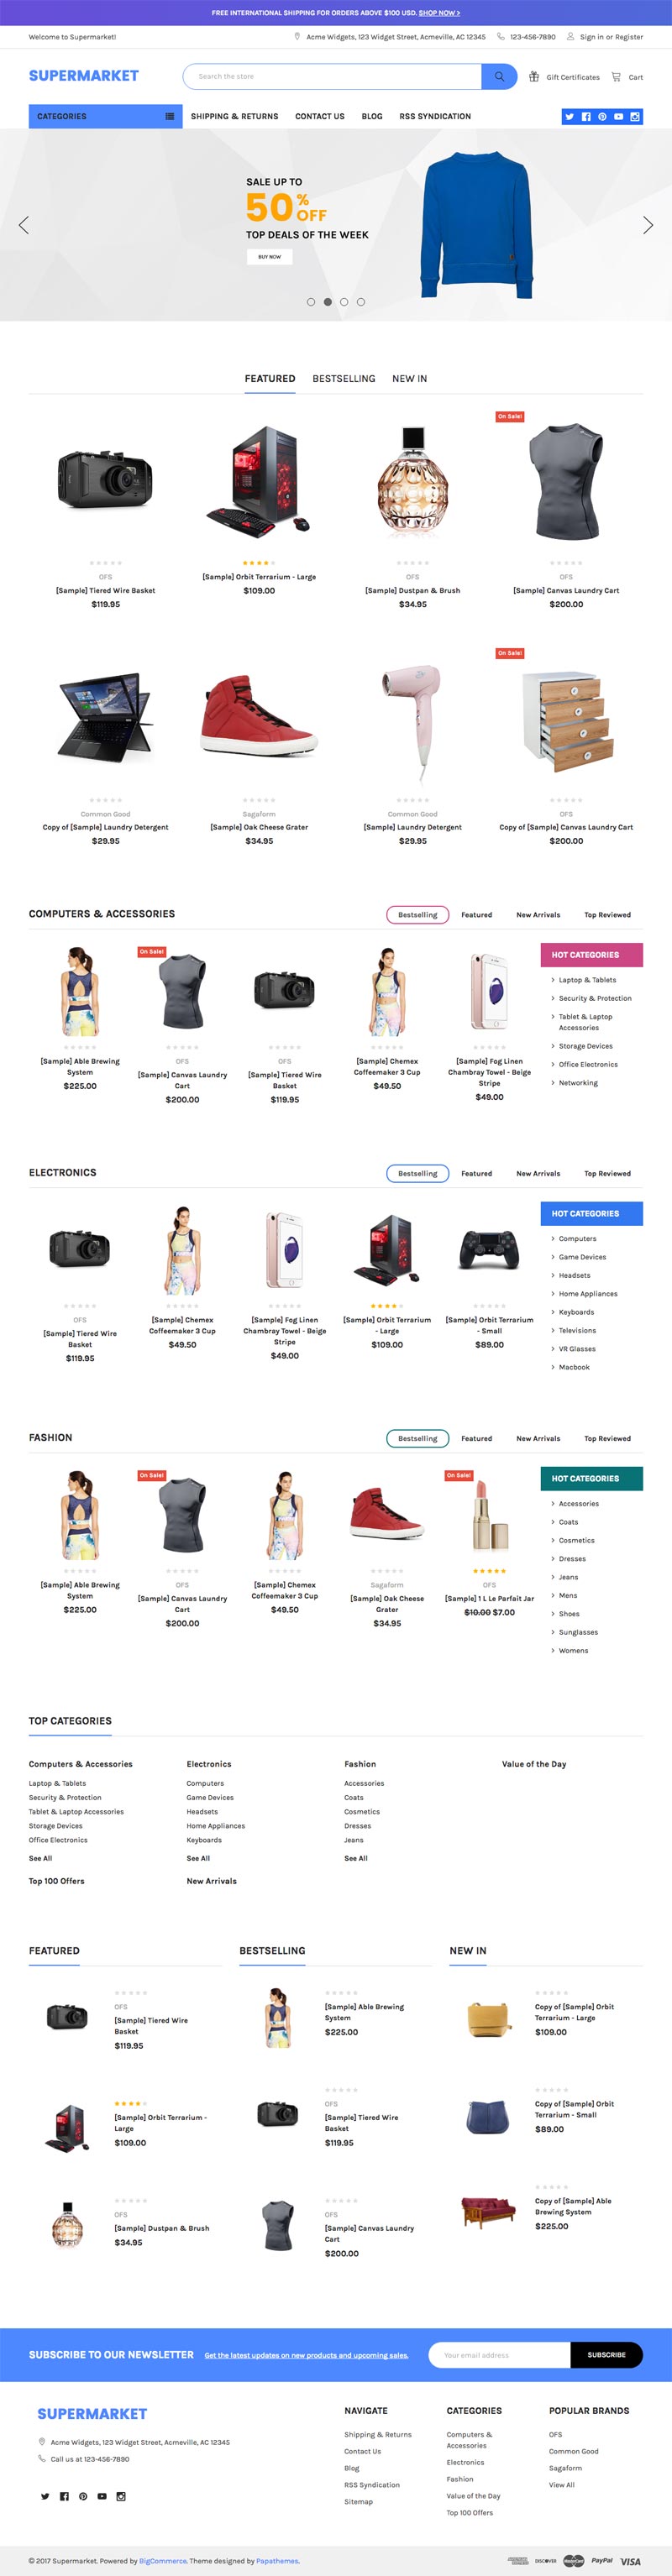 FREE INTERNATIONAL SHIPPING FOR ORDERS ABOVE $100 USD. SHOP NOW >
Welcome to Supermarket!
Acme Widgets, 123 Widget Street, Acmeville, AC 12345
123-456-7890
Sign in or Register
SUPERMARKET
Search the store
Gift Certificates
Cart
CATEGORIES
SHIPPING & RETURNS
CONTACT US
BLOG
RSS SYNDICATION
SALE UP TO
50% OFF
TOP DEALS OF THE WEEK
BUY NOW
FEATURED
BESTSELLING
NEW IN
On Sale!
OFS
[Sample] Tiered Wire Basket
$119.95
[Sample] Orbit Terrarium - Large
$109.00
OFS
[Sample] Dustpan & Brush
$34.95
OFS
[Sample] Canvas Laundry Cart
$200.00
On Sale!
Common Good
Copy of [Sample] Laundry Detergent
$29.95
Sagaform
[Sample] Oak Cheese Grater
$34.95
Common Good
[Sample] Laundry Detergent
$29.95
OFS
Copy of [Sample] Canvas Laundry Cart
$200.00
COMPUTERS & ACCESSORIES
Bestselling
Featured
New Arrivals
Top Reviewed
On Sale!
[Sample] Able Brewing
System
$225.00
OFS
[Sample] Canvas Laundry
Cart
$200.00
OFS
[Sample] Tiered Wire
Basket
$119.95
[Sample] Chemex
Coffeemaker 3 Cup
$49.50
[Sample] Fog Linen
Chambray Towel - Beige
Stripe
$49.00
HOT CATEGORIES
Laptop & Tablets
Security & Protection
Tablet & Laptop
Accessories
Storage Devices
Office Electronics
Networking
ELECTRONICS
Bestselling
Featured
New Arrivals
Top Reviewed
OFS
[Sample] Tiered Wire
Basket
$119.95
[Sample] Chemex
Coffeemaker 3 Cup
$49.50
[Sample] Fog Linen
Chambray Towel - Beige
Stripe
$49.00
[Sample] Orbit Terrarium
- Large
$109.00
[Sample] Orbit Terrarium
- Small
$89.00
HOT CATEGORIES
Computers
Game Devices
Headsets
Home Appliances
Keyboards
Televisions
VR Glasses
Macbook
FASHION
Bestselling
Featured
New Arrivals
Top Reviewed
On Sale!
On Sale!
[Sample] Able Brewing
System
$225.00
OFS
[Sample] Canvas Laundry
Cart
$200.00
[Sample] Chemex
Coffeemaker 3 Cup
$49.50
Sagaform
[Sample] Oak Cheese
Grater
$34.95
OFS
[Sample] 1 L Le Parfait Jar
$10.00 $7.00
HOT CATEGORIES
Accessories
Coats
Cosmetics
Dresses
Jeans
Mens
Shoes
Sunglasses
Womens
TOP CATEGORIES
Computers & Accessories
Laptop & Tablets
Security & Protection
Tablet & Laptop Accessories
Storage Devices
Office Electronics
See All
Electronics
Computers
Game Devices
Headsets
Home Appliances
Keyboards
See All
Fashion
Accessories
Coats
Cosmetics
Dresses
Jeans
See All
Value of the Day
Top 100 Offers
New Arrivals
FEATURED
OFS
[Sample] Tiered Wire
Basket
$119.95
[Sample] Orbit Terrarium -
Large
$109.00
OFS
[Sample] Dustpan & Brush
$34.95
BESTSELLING
[Sample] Able Brewing
System
$225.00
OFS
[Sample] Tiered Wire
Basket
$119.95
OFS
[Sample] Canvas Laundry
Cart
$200.00
NEW IN
Copy of [Sample] Orbit
Terrarium - Large
$109.00
Copy of [Sample] Orbit
Terrarium - Small
$89.00
Copy of [Sample] Able
Brewing System
$225.00
SUBSCRIBE TO OUR NEWSLETTER
Get the latest updates on new products and upcoming sales.
Your email address
SUBSCRIBE
SUPERMARKET
Acme Widgets, 123 Widget Street, Acmeville, AC 12345
Call us at 123-456-7890
NAVIGATE
Shipping & Returns
Contact Us
Blog
RSS Syndication
Sitemap
CATEGORIES
Computers &
Accessories
Electronics
Fashion
Value of the Day
Top 100 Offers
POPULAR BRANDS
OFS
Common Good
Sagaform
View All
© 2017 Supermarket. Powered by BigCommerce. Theme designed by Papathemes.
DISCOVER
MasterCard
PayPal
VISA